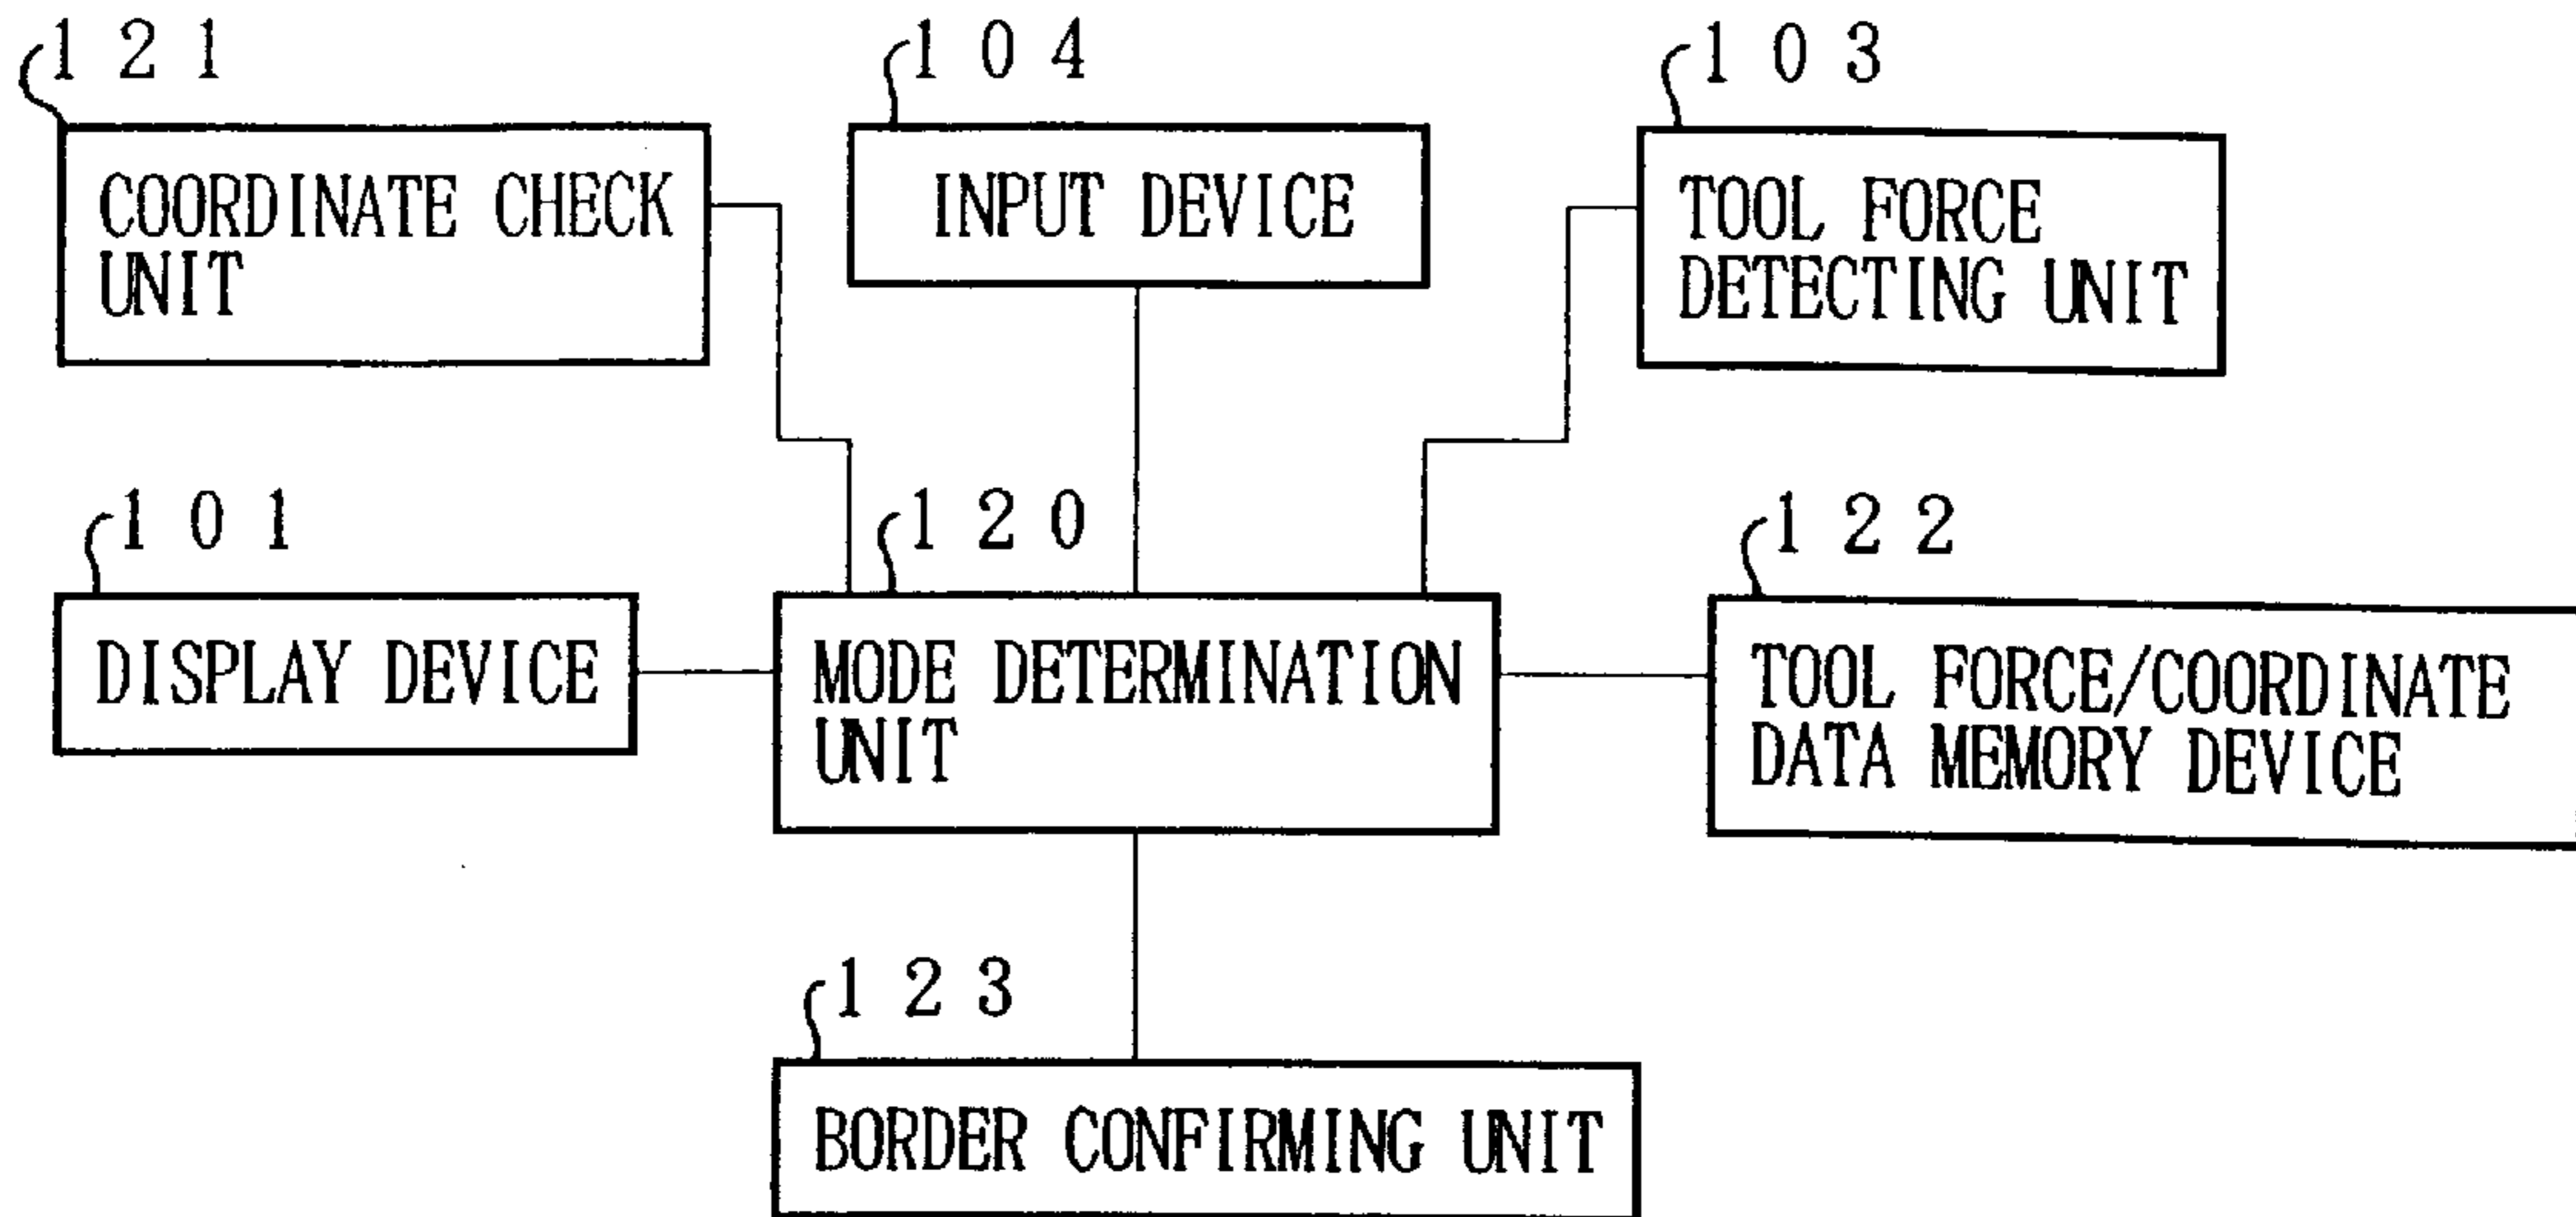 121
COORDINATE CHECK
UNIT
104
INPUT DEVICE
103
TOOL FORCE
DETECTING UNIT
101
DISPLAY DEVICE
120
MODE DETERMINATION
UNIT
122
TOOL FORCE/COORDINATE
DATA MEMORY DEVICE
123
BORDER CONFIRMING UNIT